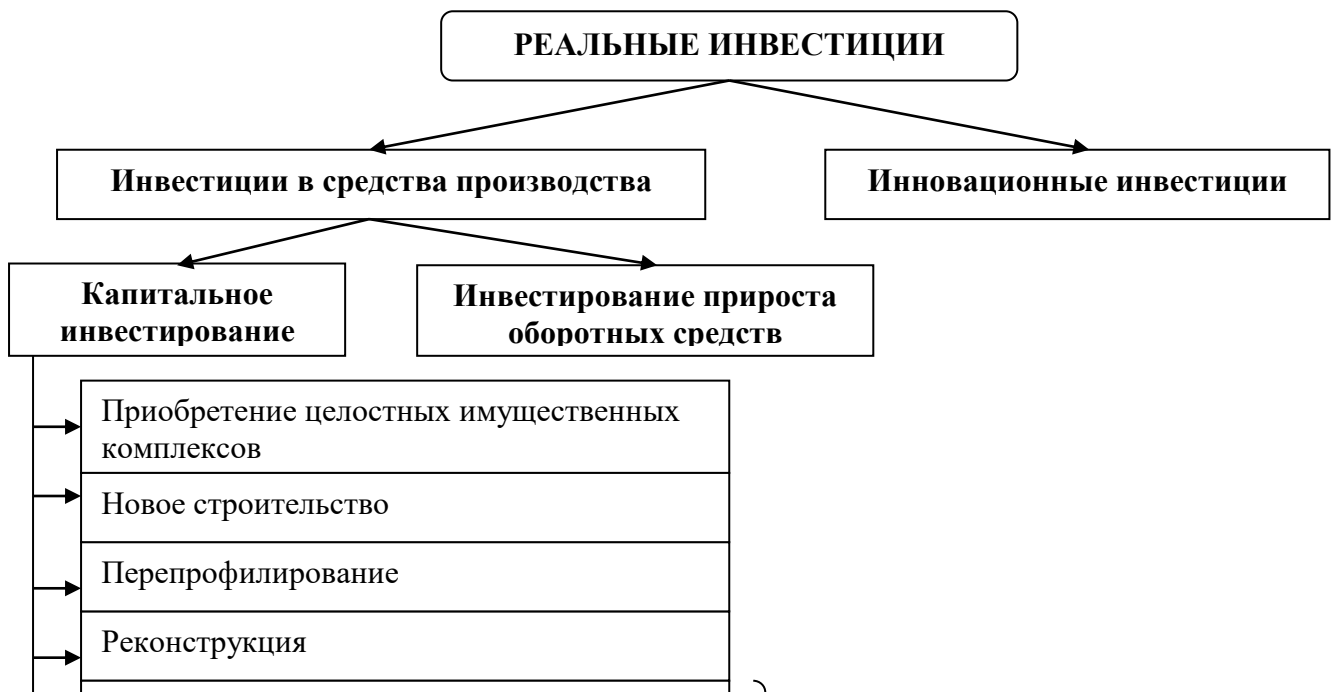 РЕАЛЬНЫЕ ИНВЕСТИЦИИ
Инвестиции в средства производства
Инновационные инвестиции
Капитальное
инвестирование
Инвестирование прироста
оборотных средств
Приобретение целостных имущественных
комплексов
Новое строительство
Перепрофилирование
Реконструкция